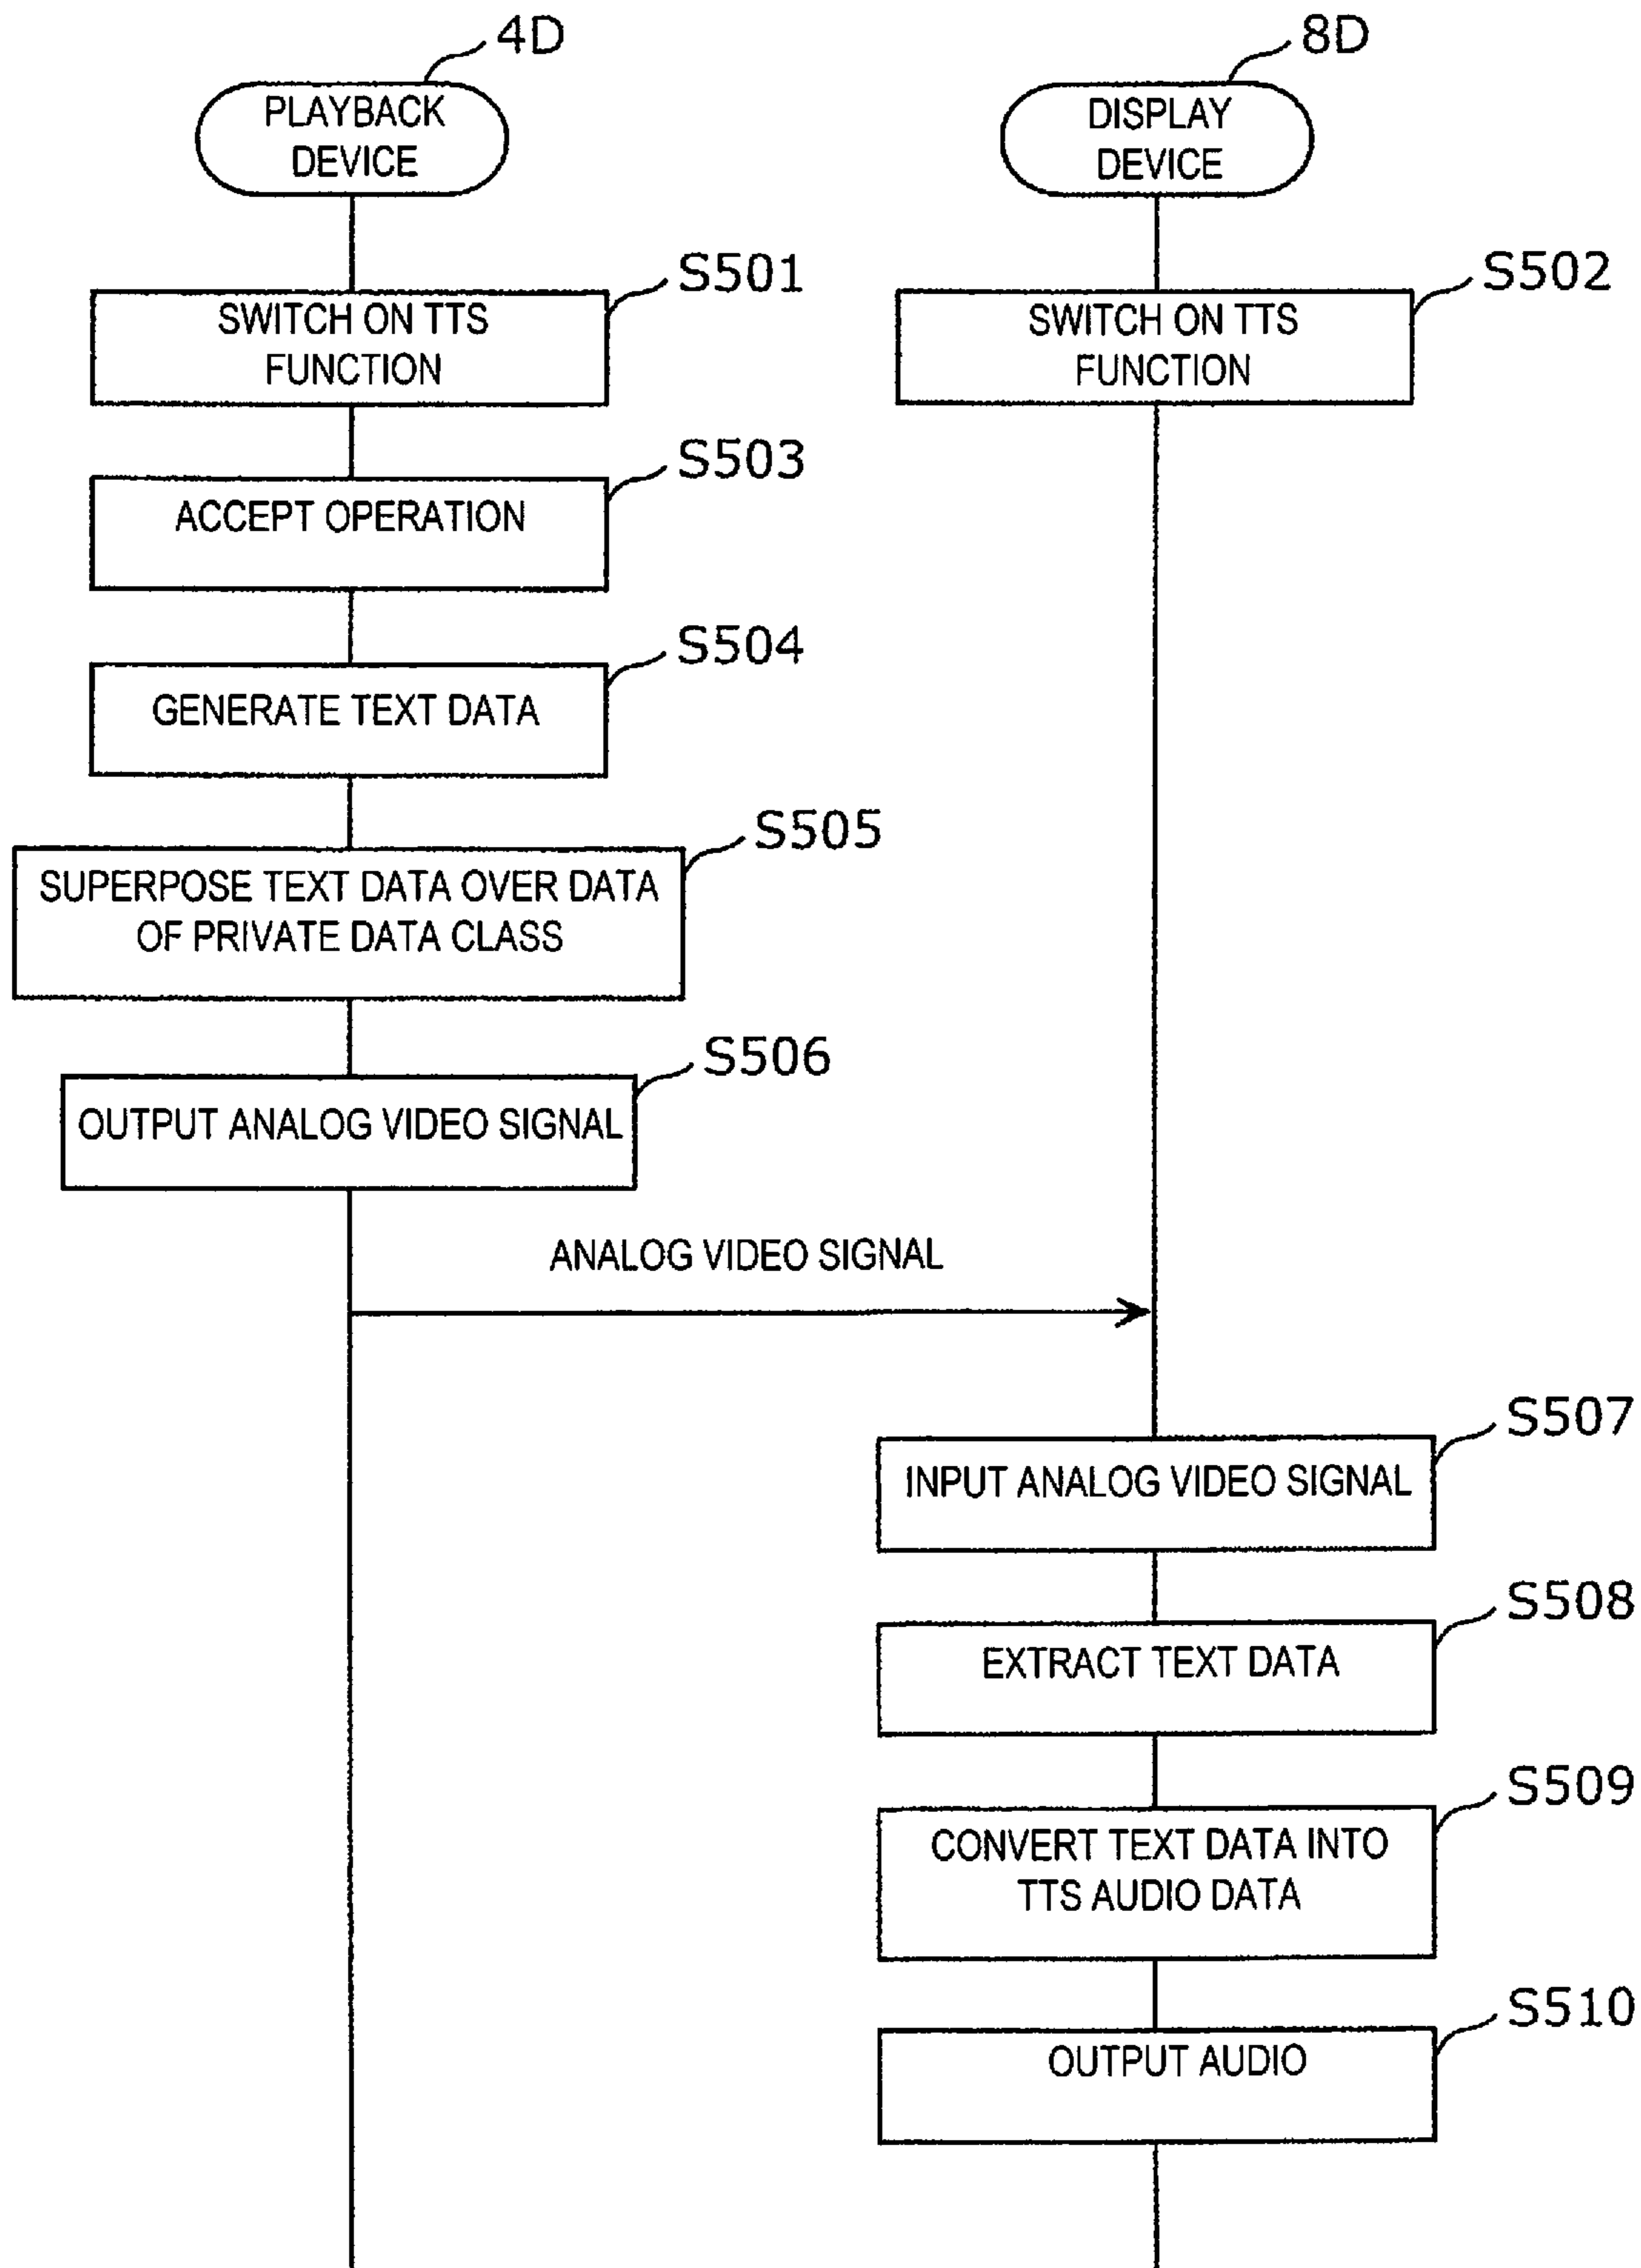 4D
8D
PLAYBACK
DEVICE
DISPLAY
DEVICE
S501
SWITCH ON TTS
FUNCTION
S502
SWITCH ON TTS
FUNCTION
S503
ACCEPT OPERATION
S504
GENERATE TEXT DATA
S505
SUPERPOSE TEXT DATA OVER DATA
OF PRIVATE DATA CLASS
S506
OUTPUT ANALOG VIDEO SIGNAL
ANALOG VIDEO SIGNAL
S507
INPUT ANALOG VIDEO SIGNAL
S508
EXTRACT TEXT DATA
S509
CONVERT TEXT DATA INTO
TTS AUDIO DATA
S510
OUTPUT AUDIO